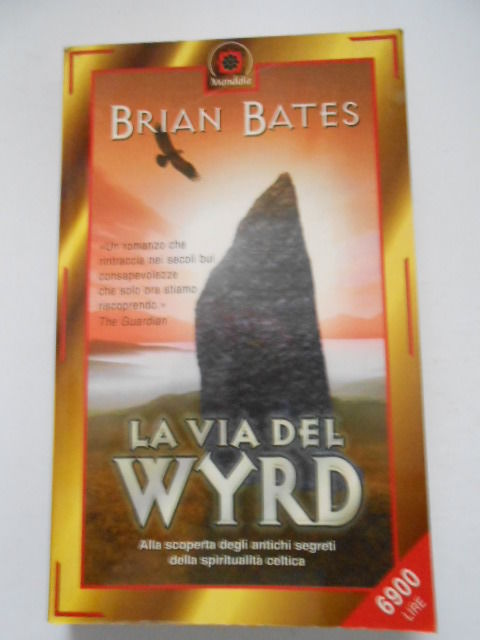 Mandala
BRIAN BATES
«Un romanzo che
rintraccia nei secoli bui
consapevolezze
che solo ora stiamo
riscoprendo.»
The Guardian
LA VIA DEL
WYRD
Alla scoperta degli antichi segreti
della spiritualità celtica
6900
LIRE